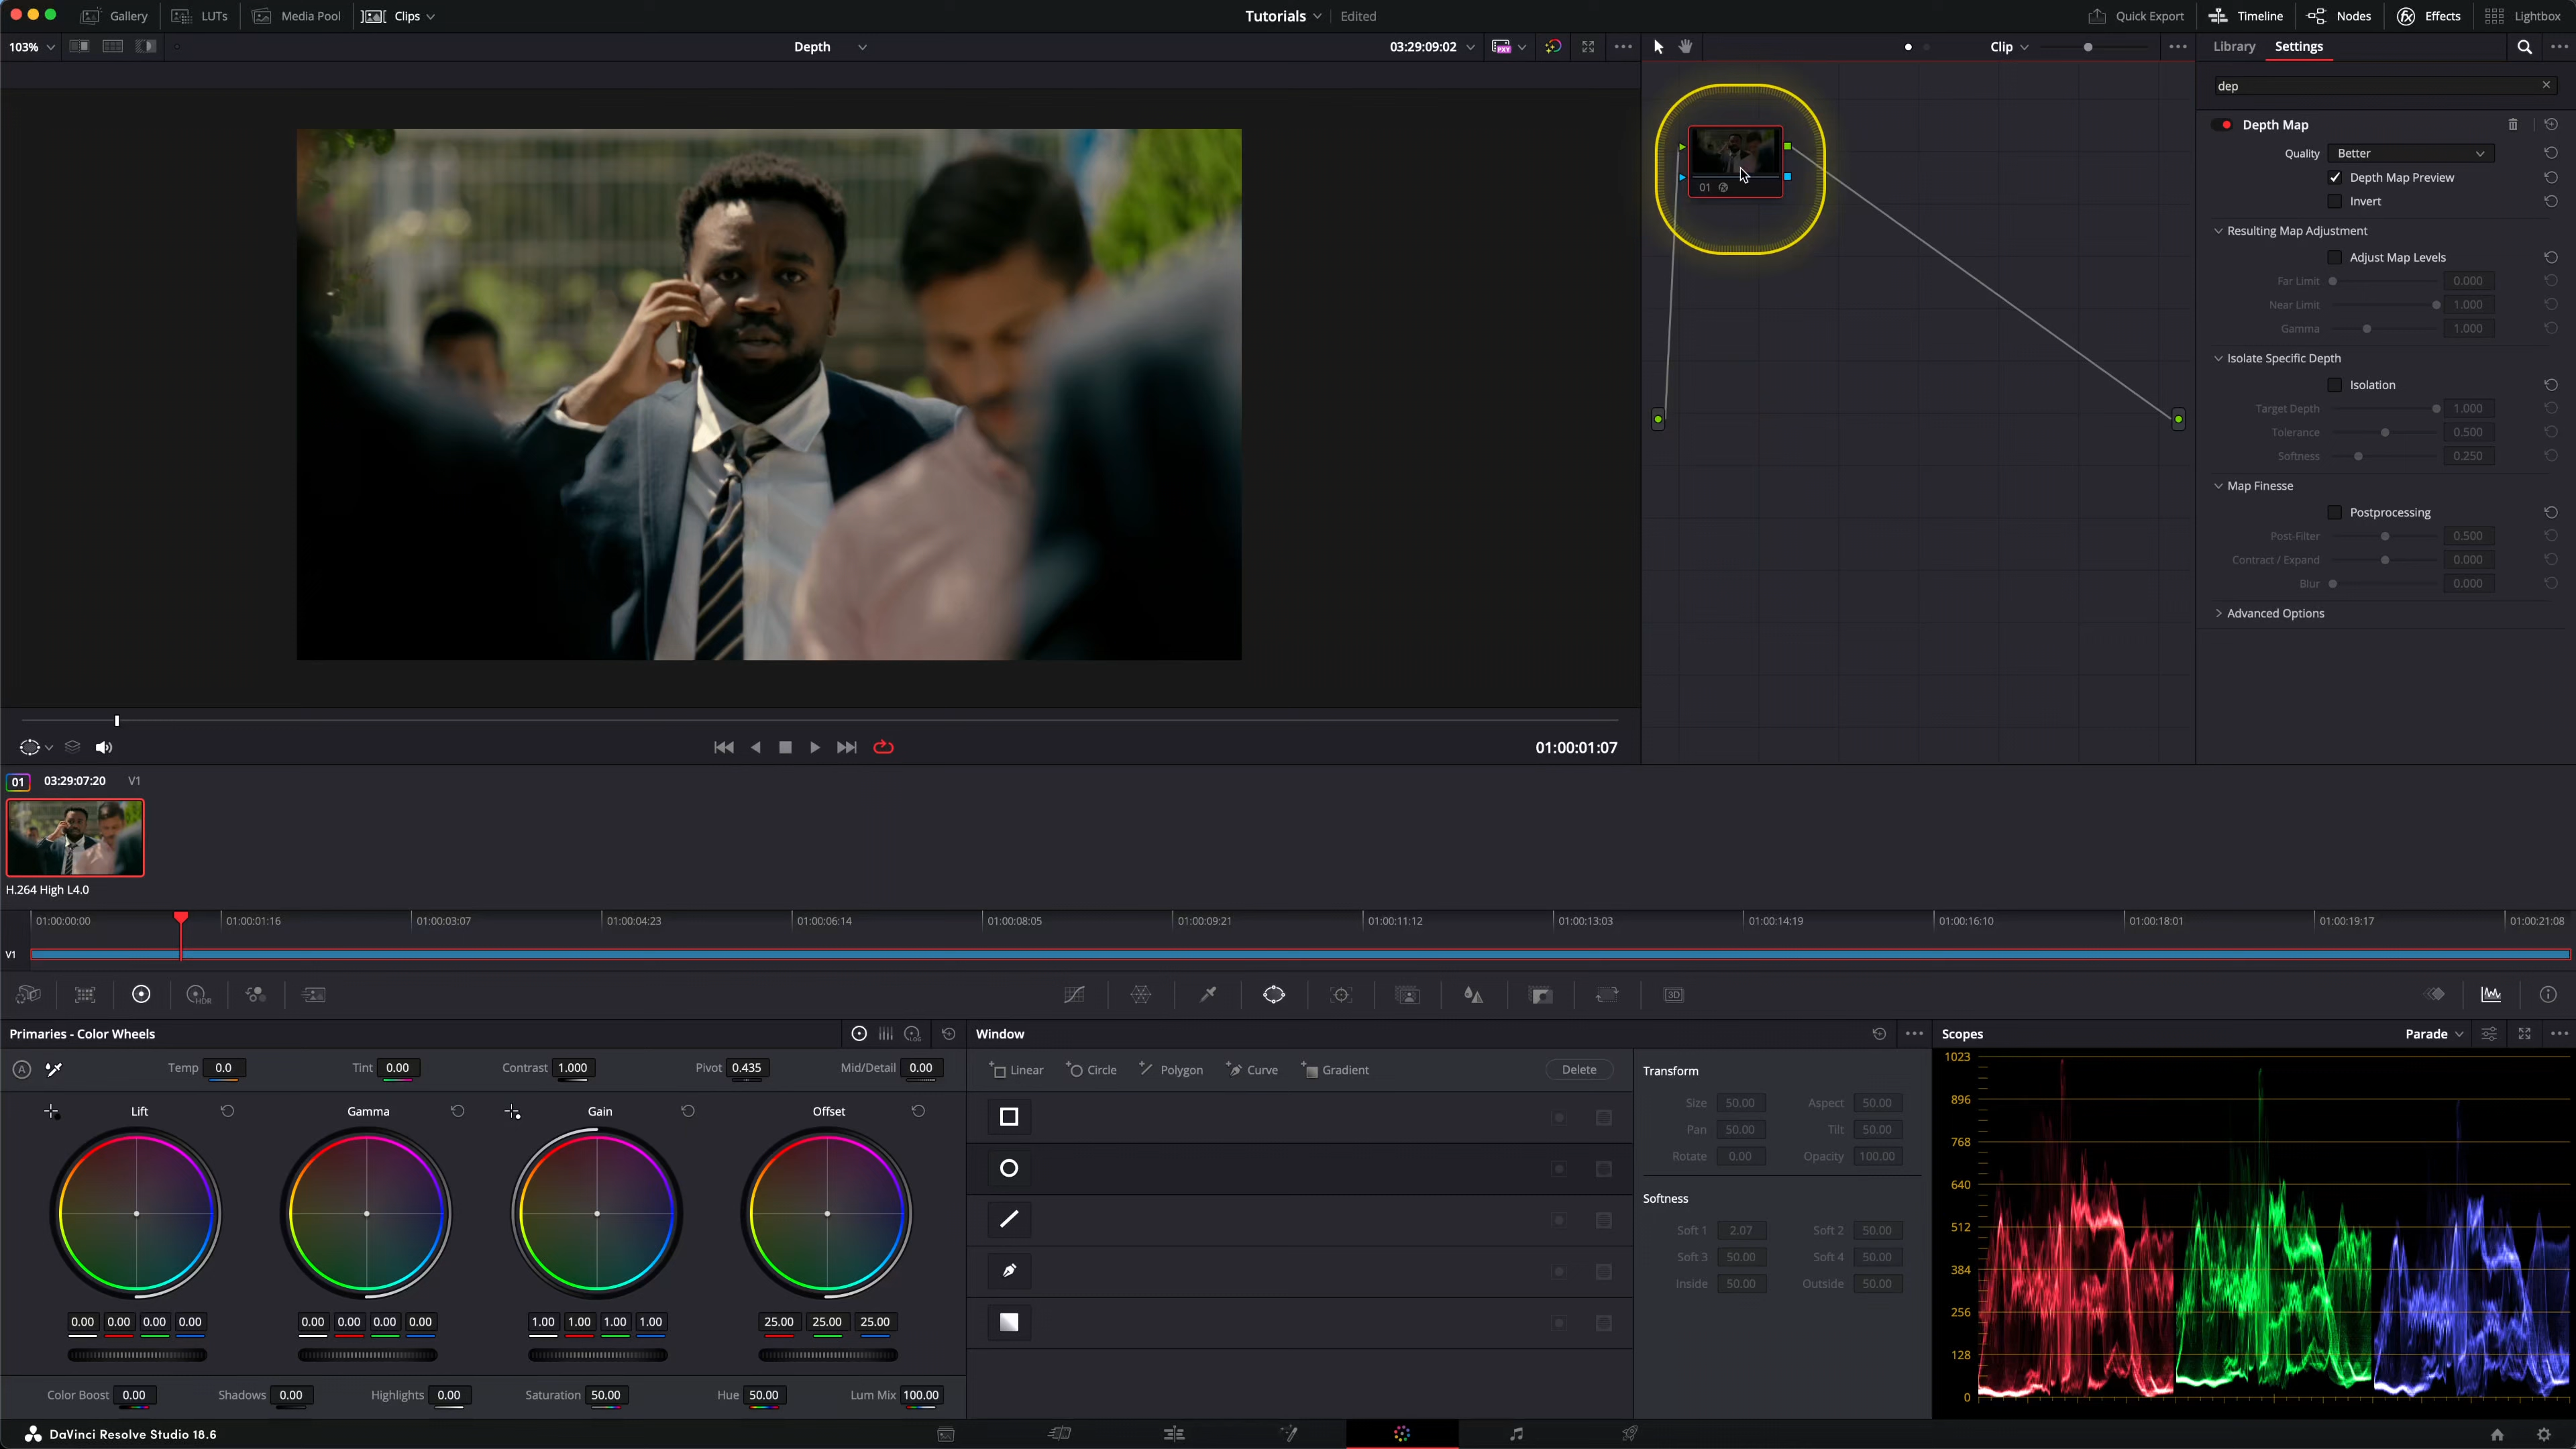 Gallery LUTs Media Pool Clips Tutorials Edited Quick Export Timeline Nodes Effects Lightbox
103% Depth 03:29:09:02 PXY Clip Library Settings
dep
Depth Map
Quality Better
Depth Map Preview
Invert
Resulting Map Adjustment
Adjust Map Levels
Far Limit 0.000
Near Limit 1.000
Gamma 1.000
Isolate Specific Depth
Isolation
Target Depth 1.000
Tolerance 0.500
Softness 0.250
Map Finesse
Postprocessing
Post-Filter 0.500
Contract / Expand 0.000
Blur 0.000
Advanced Options
01
01:00:01:07
01 03:29:07:20 V1
H.264 High L4.0
01:00:00:00 01:00:01:16 01:00:03:07 01:00:04:23 01:00:06:14 01:00:08:05 01:00:09:21 01:00:11:12 01:00:13:03 01:00:14:19 01:00:16:10 01:00:18:01 01:00:19:17 01:00:21:08
V1
HDR 3D
Primaries - Color Wheels LOG Window Scopes Parade
A Temp 0.0 Tint 0.00 Contrast 1.000 Pivot 0.435 Mid/Detail 0.00
Linear Circle Polygon Curve Gradient Delete
Lift Gamma Gain Offset
0.00 0.00 0.00 0.00 0.00 0.00 0.00 0.00 1.00 1.00 1.00 1.00 25.00 25.00 25.00
Color Boost 0.00 Shadows 0.00 Highlights 0.00 Saturation 50.00 Hue 50.00 Lum Mix 100.00
Transform
Size 50.00 Aspect 50.00
Pan 50.00 Tilt 50.00
Rotate 0.00 Opacity 100.00
Softness
Soft 1 2.07 Soft 2 50.00
Soft 3 50.00 Soft 4 50.00
Inside 50.00 Outside 50.00
1023
896
768
640
512
384
256
128
0
DaVinci Resolve Studio 18.6